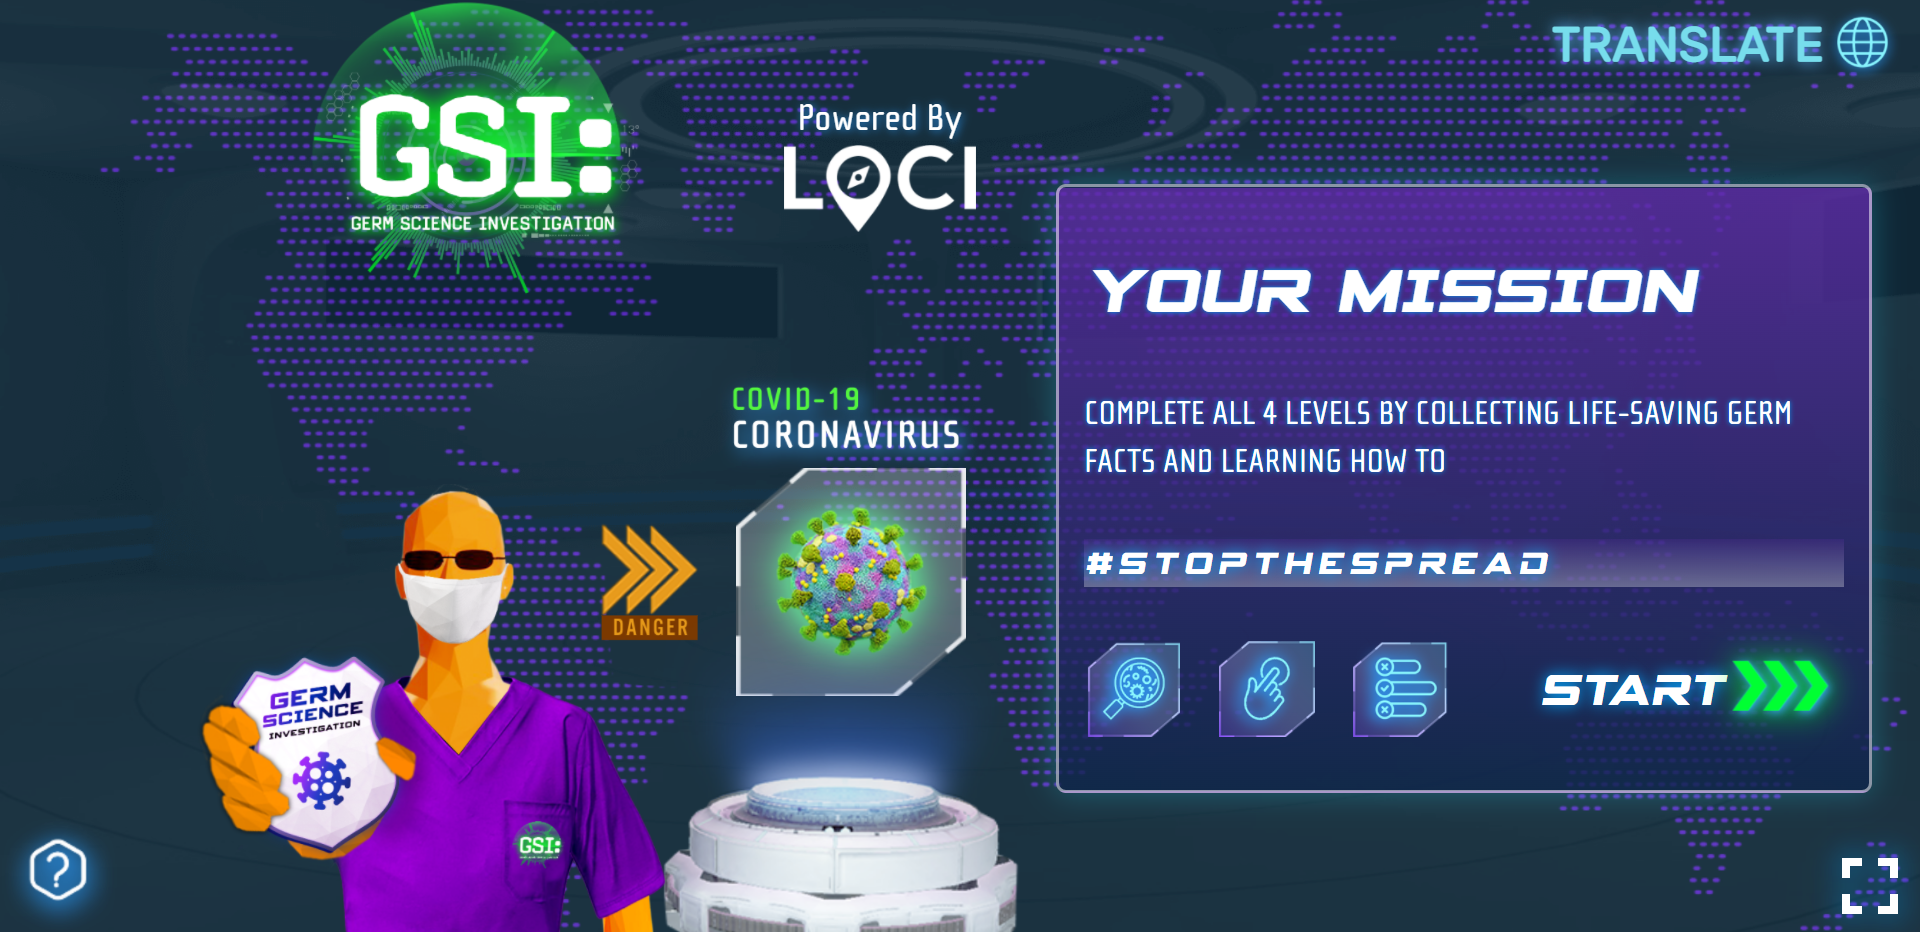 TRANSLATE
GSI:
GERM SCIENCE INVESTIGATION
Powered By
LOCI
YOUR MISSION
COMPLETE ALL 4 LEVELS BY COLLECTING LIFE-SAVING GERM
FACTS AND LEARNING HOW TO
#STOPTHESPREAD
START
COVID-19
CORONAVIRUS
DANGER
GERM
SCIENCE
INVESTIGATION
GSI:
?